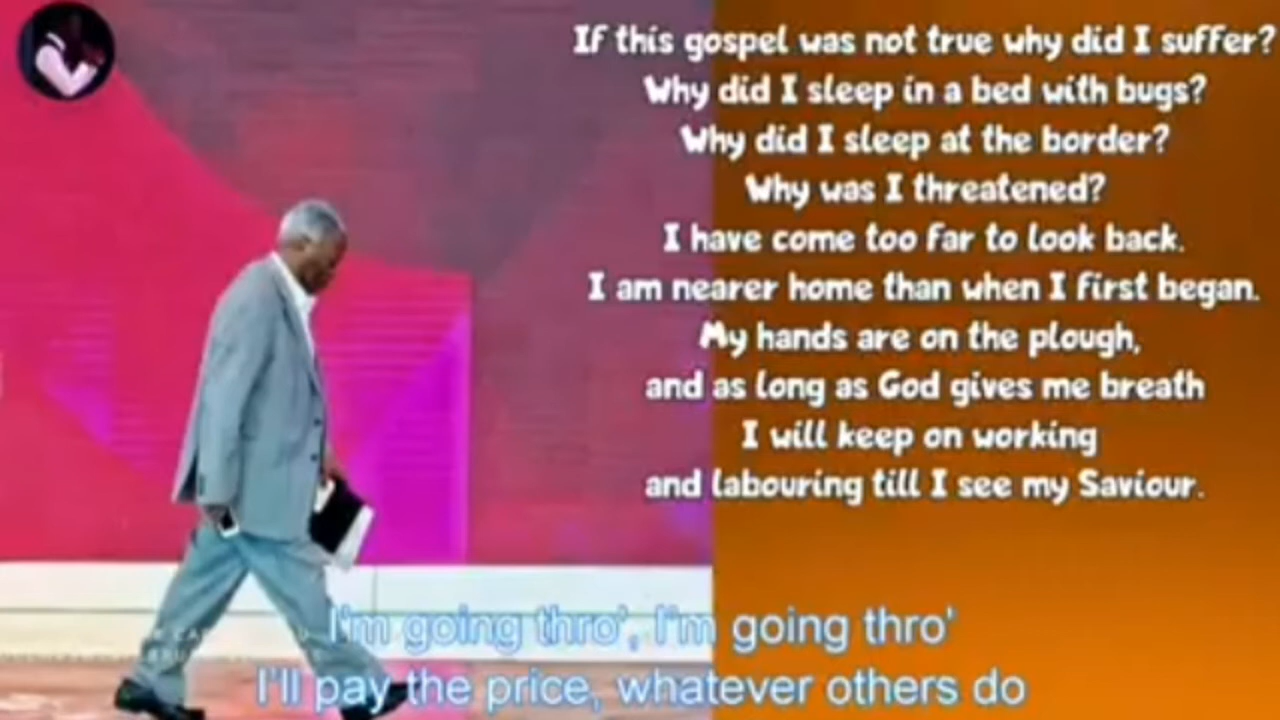 If this gospel was not true why did I suffer?
Why did I sleep in a bed with bugs?
Why did I sleep at the border?
Why was I threatened?
I have come too far to look back.
I am nearer home than when I first began.
My hands are on the plough,
and as long as God gives me breath
I will keep on working
and labouring till I see my Saviour.
I'm going thro', I'm going thro'
I'll pay the price, whatever others do